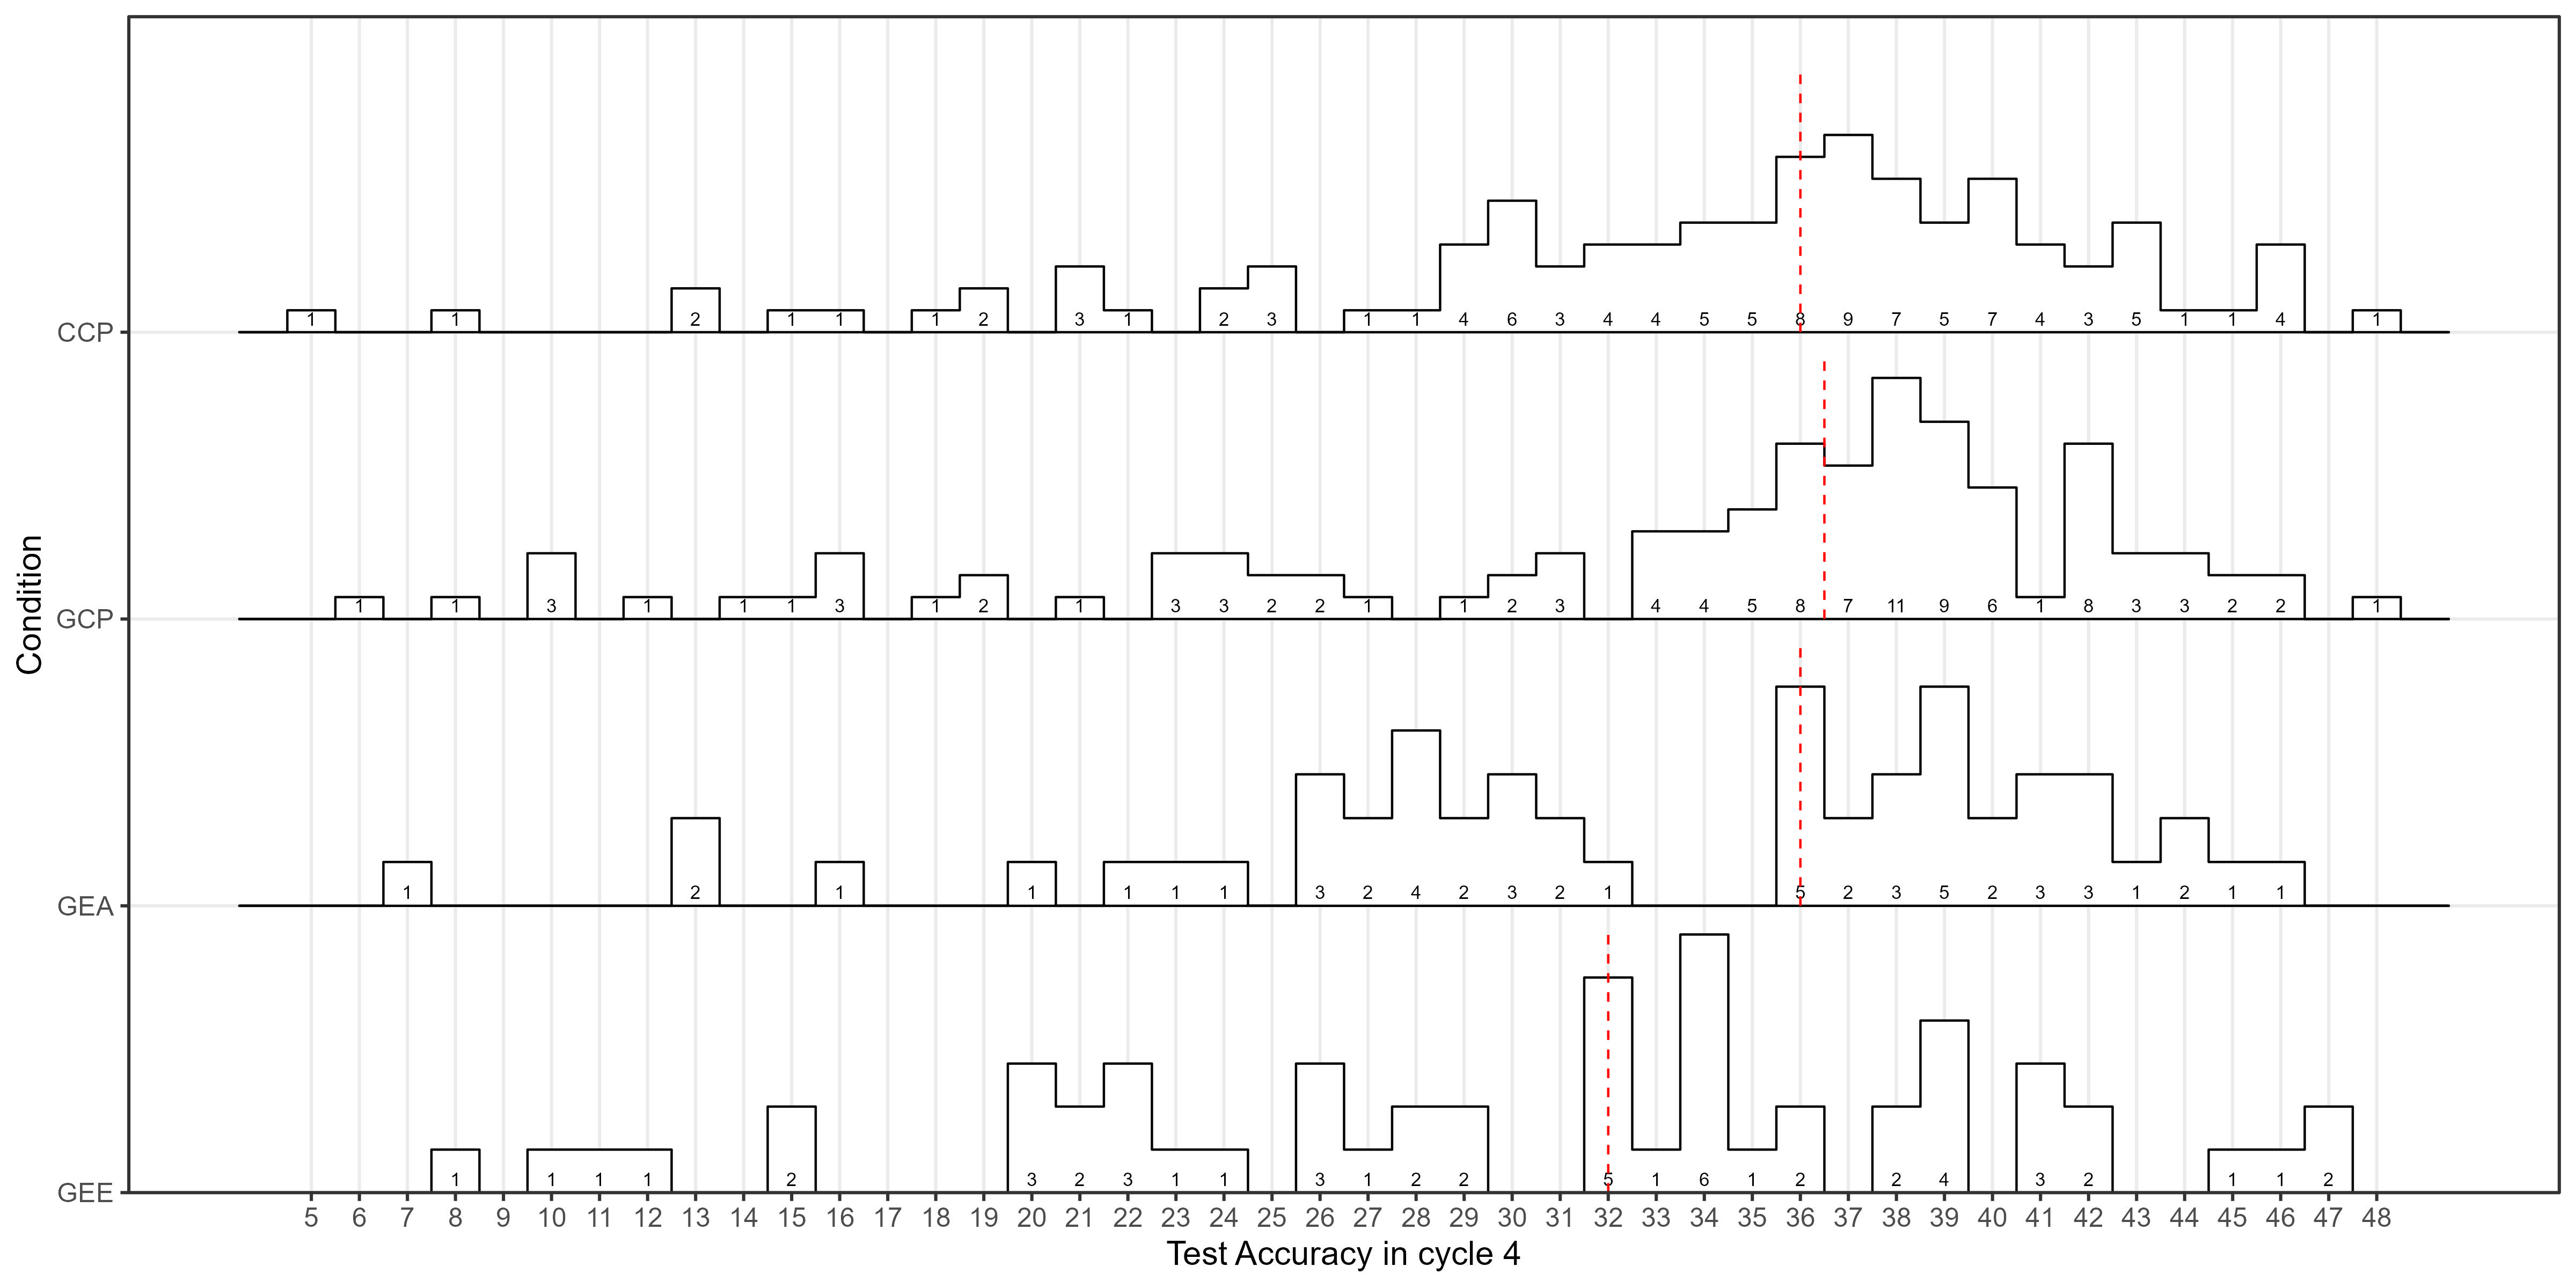 CCP
1 1 2 1 1 1 2 3 1 2 3 1 1 4 6 3 4 4 5 5 8 9 7 5 7 4 3 5 1 1 4 1
GCP
1 1 3 1 1 1 3 1 2 1 3 3 2 2 1 1 2 3 4 4 5 8 7 11 9 6 1 8 3 3 2 2 1
Condition
GEA
1 2 1 1 1 1 1 3 2 4 2 3 2 1 5 2 3 5 2 3 3 1 2 1 1
GEE
1 1 1 1 2 3 2 3 1 1 3 1 2 2 5 1 6 1 2 2 4 3 2 1 1 2
5 6 7 8 9 10 11 12 13 14 15 16 17 18 19 20 21 22 23 24 25 26 27 28 29 30 31 32 33 34 35 36 37 38 39 40 41 42 43 44 45 46 47 48
Test Accuracy in cycle 4